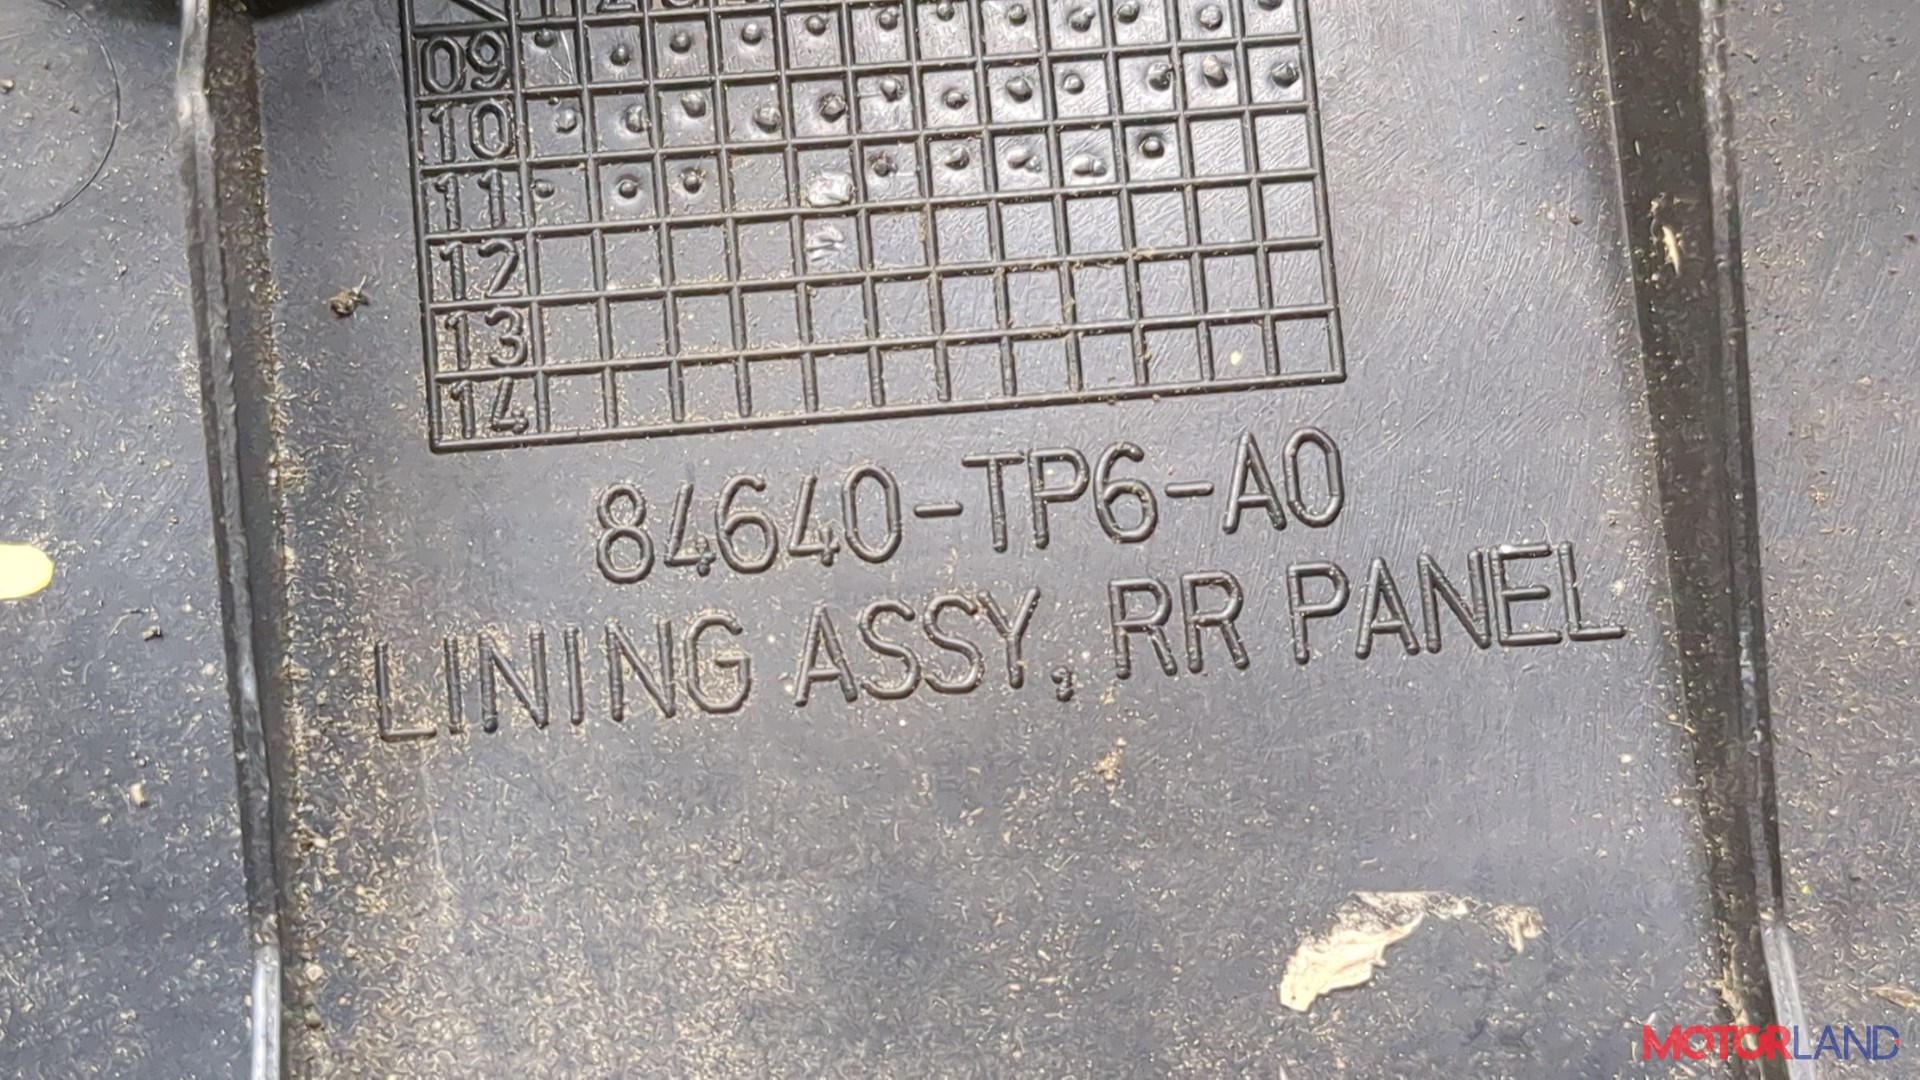 09
10
11
12
13
14
84640-TP6-A0
LINING ASSY, RR PANEL
MOTORLAND